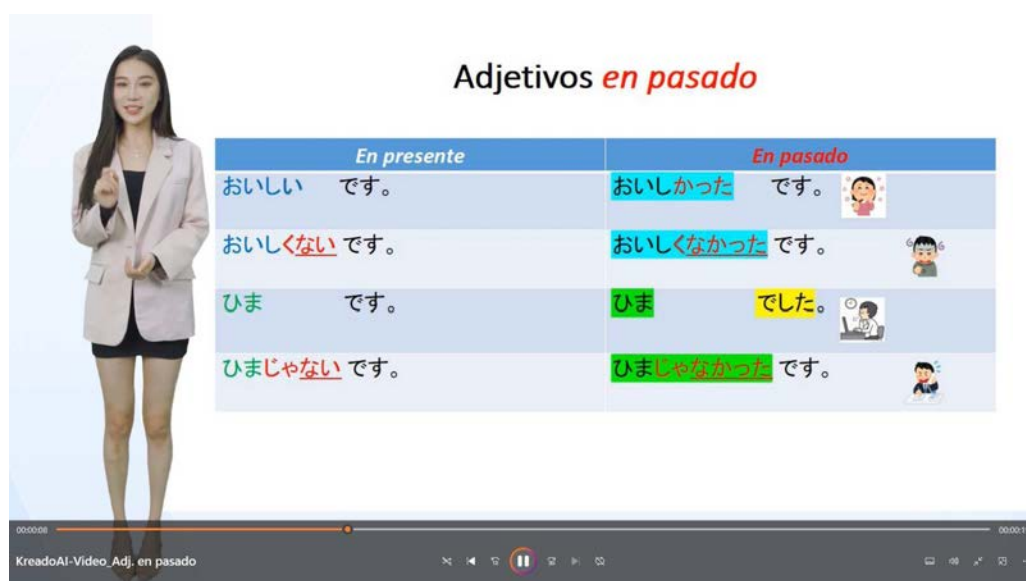 Adjetivos en pasado
En presente En pasado
おいしい です。 おいしかった です。
おいしくない です。 おいしくなかった です。
ひま です。 ひま でした。
ひまじゃない です。 ひまじゃなかった です。
00:00:08
KreadoAI-Video_Adj. en pasado